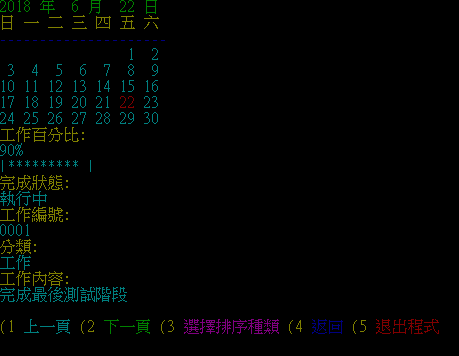 2018 年 6 月 22 日
日 一 二 三 四 五 六
---------------------
1 2
3 4 5 6 7 8 9
10 11 12 13 14 15 16
17 18 19 20 21 22 23
24 25 26 27 28 29 30
工作百分比:
90%
|********* |
完成狀態:
執行中
工作編號:
0001
分類:
工作
工作內容:
完成最後測試階段
(1 上一頁 (2 下一頁 (3 選擇排序種類 (4 返回 (5 退出程式